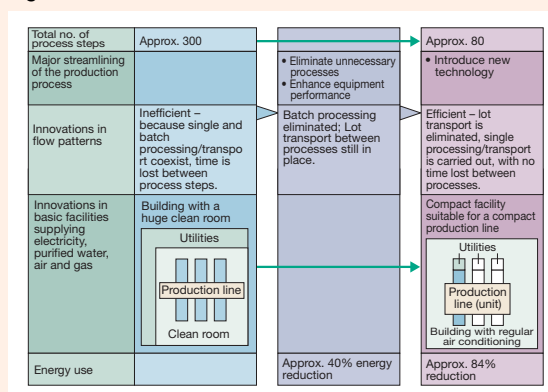 Total no. of
process steps
Approx. 300
Approx. 80
Major streamlining
of the production
process
• Eliminate unnecessary
processes
• Enhance equipment
performance
• Introduce new
technology
Innovations in
flow patterns
Inefficient –
because single and
batch
processing/transpo
rt coexist, time is
lost between
process steps.
Batch processing
eliminated; Lot
transport between
processes still in
place.
Efficient – lot
transport is
eliminated, single
processing/transport
is carried out, with no
time lost between
processes.
Innovations in
basic facilities
supplying
electricity,
purified water,
air and gas
Building with a
huge clean room
Utilities
Production line
Clean room
Compact facility
suitable for a compact
production line
Utilities
Production
line (unit)
Building with regular
air conditioning
Energy use
Approx. 40% energy
reduction
Approx. 84%
reduction